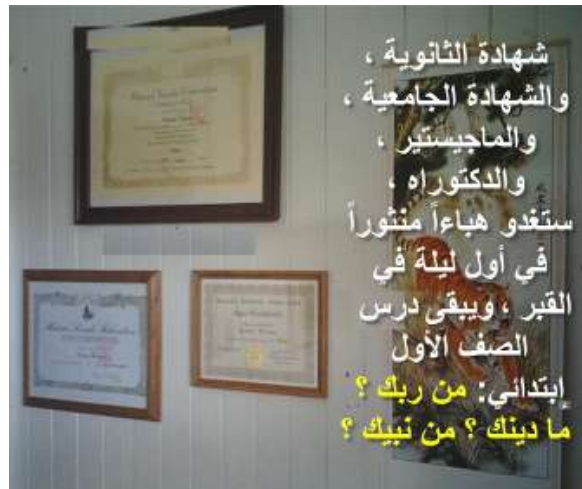 شهادة الثانوية ،
والشهادة الجامعية ،
والماجيستير ،
والدكتوراه ،
ستغدو هباءاً منثوراً
في أول ليلة في
القبر ، ويبقى درس
الصف الأول
إبتدائي: من ربك ؟
ما دينك ؟ من نبيك ؟